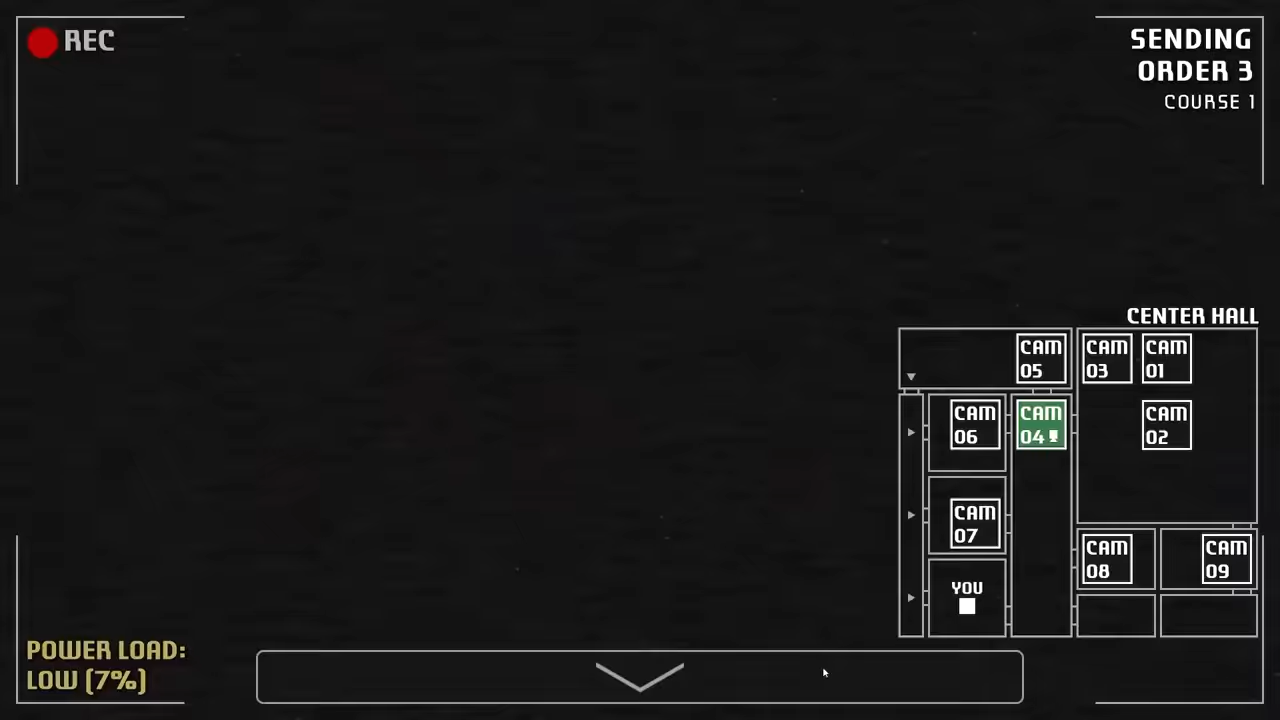 REC
SENDING
ORDER 3
COURSE 1
CENTER HALL
CAM
05
CAM
03
CAM
01
CAM
06
CAM
04
CAM
02
CAM
07
CAM
08
CAM
09
YOU
POWER LOAD:
LOW (7%)